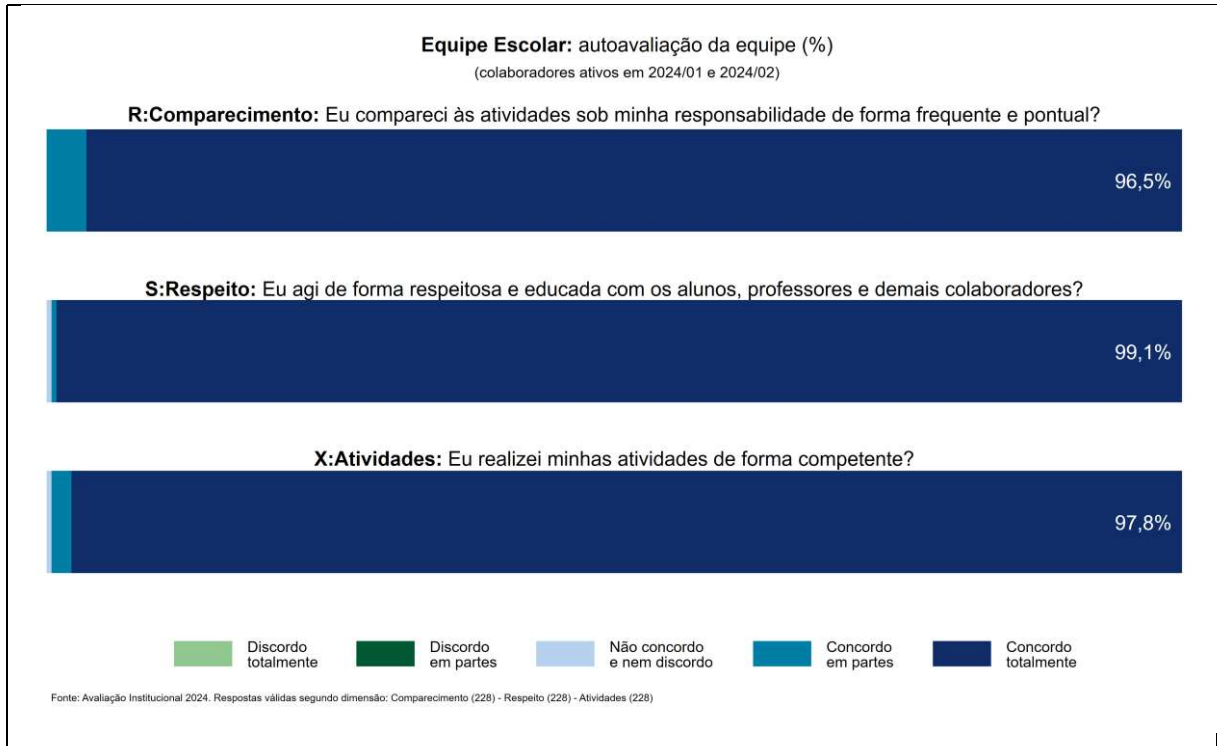 Equipe Escolar: autoavaliação da equipe (%)
(colaboradores ativos em 2024/01 e 2024/02)
R:Comparecimento: Eu compareci às atividades sob minha responsabilidade de forma frequente e pontual?
96,5%
S:Respeito: Eu agi de forma respeitosa e educada com os alunos, professores e demais colaboradores?
99,1%
X:Atividades: Eu realizei minhas atividades de forma competente?
97,8%
Discordo
totalmente
Discordo
em partes
Não concordo
e nem discordo
Concordo
em partes
Concordo
totalmente
Fonte: Avaliação Institucional 2024. Respostas válidas segundo dimensão: Comparecimento (228) - Respeito (228) - Atividades (228)